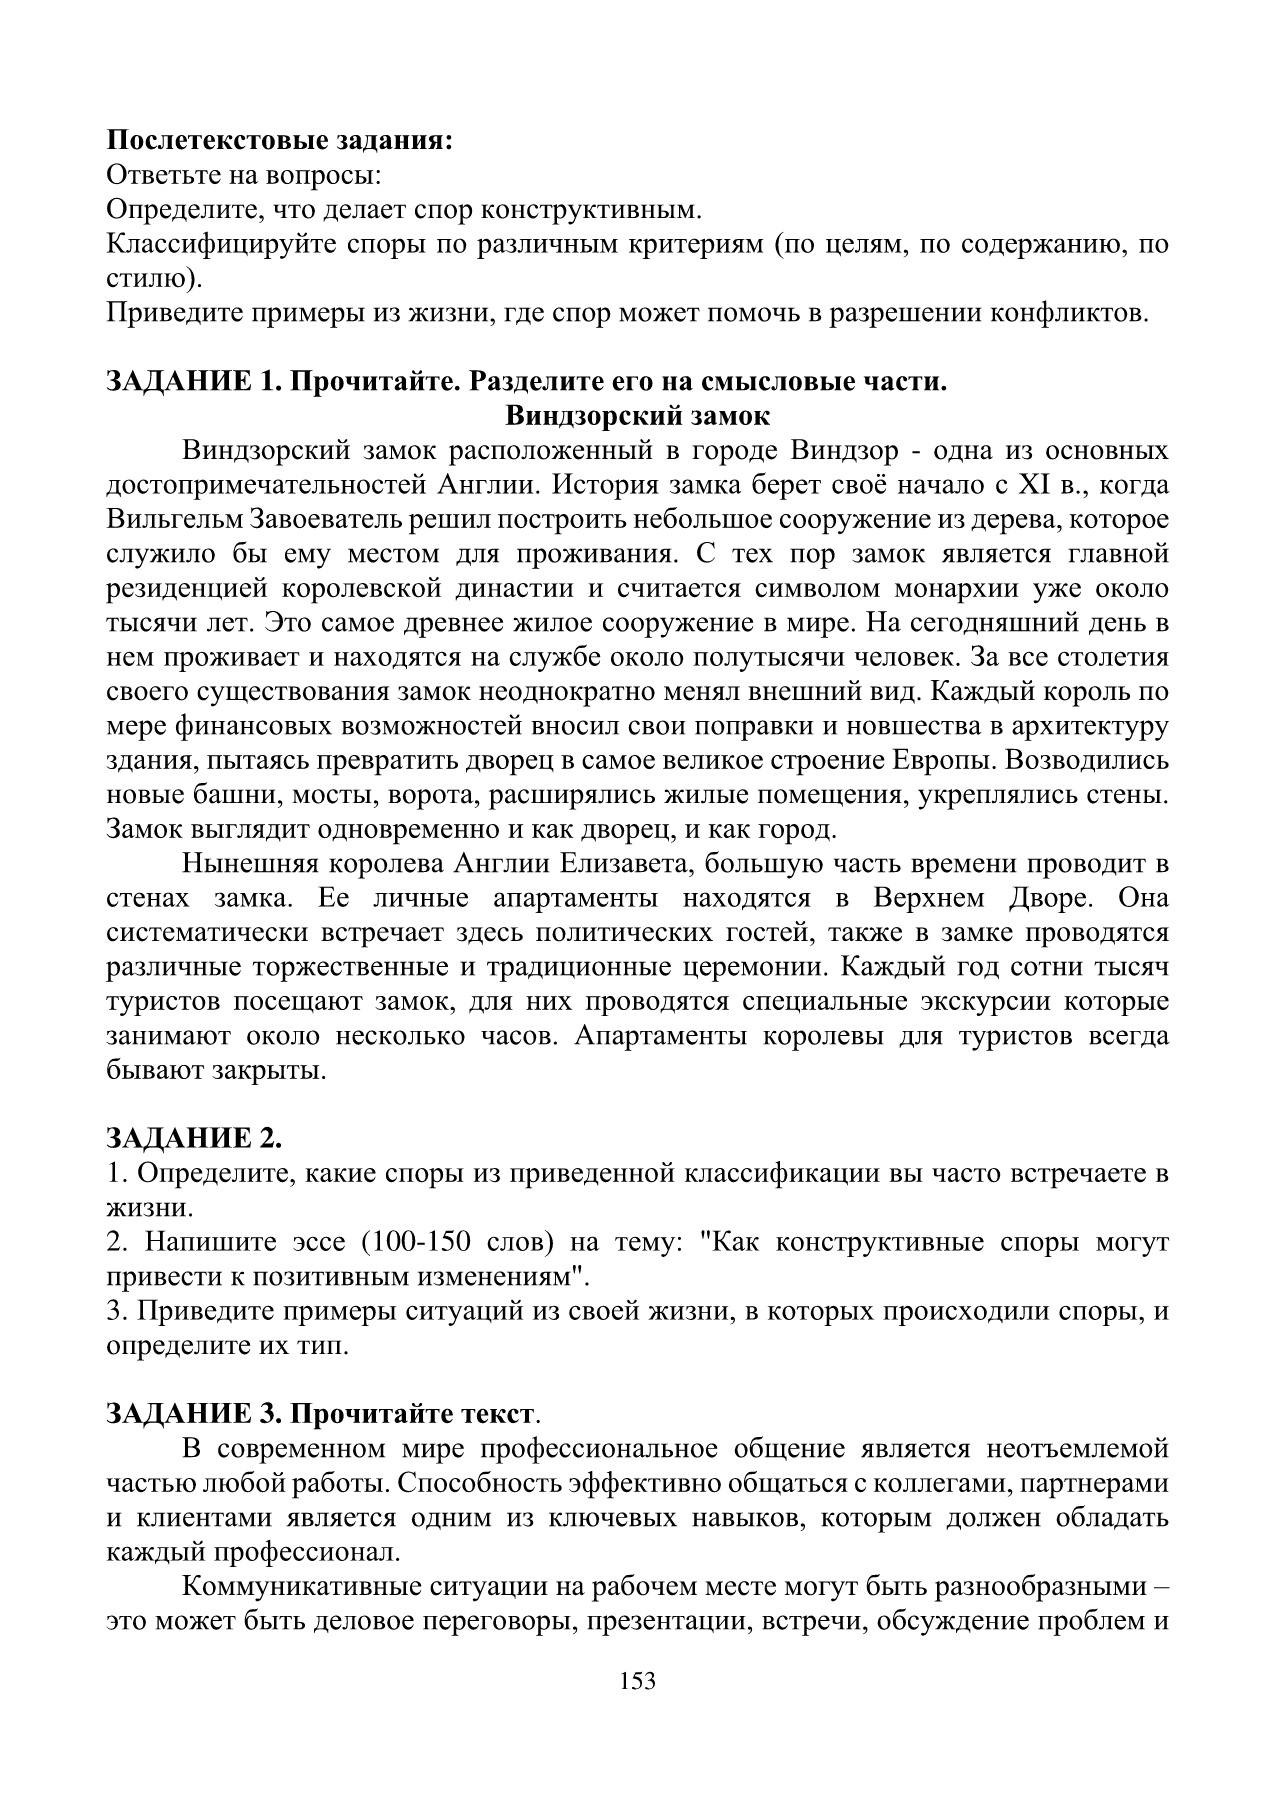 Послетекстовые задания:
Ответьте на вопросы:
Определите, что делает спор конструктивным.
Классифицируйте споры по различным критериям (по целям, по содержанию, по
стилю).
Приведите примеры из жизни, где спор может помочь в разрешении конфликтов.
ЗАДАНИЕ 1. Прочитайте. Разделите его на смысловые части.
Виндзорский замок
Виндзорский замок расположенный в городе Виндзор - одна из основных
достопримечательностей Англии. История замка берет своё начало с XI в., когда
Вильгельм Завоеватель решил построить небольшое сооружение из дерева, которое
служило бы ему местом для проживания. С тех пор замок является главной
резиденцией королевской династии и считается символом монархии уже около
тысячи лет. Это самое древнее жилое сооружение в мире. На сегодняшний день в
нем проживает и находятся на службе около полутысячи человек. За все столетия
своего существования замок неоднократно менял внешний вид. Каждый король по
мере финансовых возможностей вносил свои поправки и новшества в архитектуру
здания, пытаясь превратить дворец в самое великое строение Европы. Возводились
новые башни, мосты, ворота, расширялись жилые помещения, укреплялись стены.
Замок выглядит одновременно и как дворец, и как город.
Нынешняя королева Англии Елизавета, большую часть времени проводит в
стенах замка. Ее личные апартаменты находятся в Верхнем Дворе. Она
систематически встречает здесь политических гостей, также в замке проводятся
различные торжественные и традиционные церемонии. Каждый год сотни тысяч
туристов посещают замок, для них проводятся специальные экскурсии которые
занимают около несколько часов. Апартаменты королевы для туристов всегда
бывают закрыты.
ЗАДАНИЕ 2.
1. Определите, какие споры из приведенной классификации вы часто встречаете в
жизни.
2. Напишите эссе (100-150 слов) на тему: "Как конструктивные споры могут
привести к позитивным изменениям".
3. Приведите примеры ситуаций из своей жизни, в которых происходили споры, и
определите их тип.
ЗАДАНИЕ 3. Прочитайте текст.
В современном мире профессиональное общение является неотъемлемой
частью любой работы. Способность эффективно общаться с коллегами, партнерами
и клиентами является одним из ключевых навыков, которым должен обладать
каждый профессионал.
Коммуникативные ситуации на рабочем месте могут быть разнообразными –
это может быть деловое переговоры, презентации, встречи, обсуждение проблем и
153